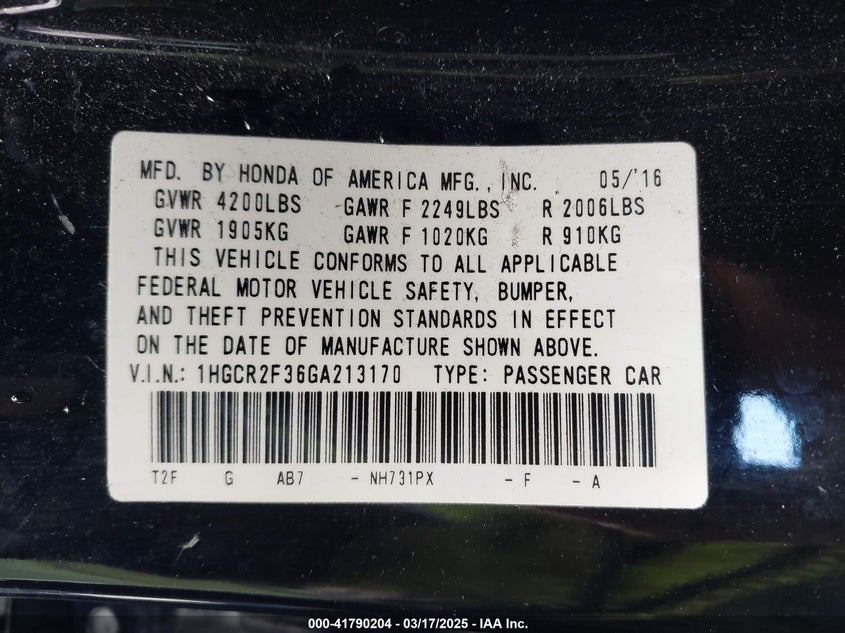 MFD. BY HONDA OF AMERICA MFG., INC. 05/'16
GVWR 4200LBS GAWR F 2249LBS R 2006LBS
GVWR 1905KG GAWR F 1020KG R 910KG
THIS VEHICLE CONFORMS TO ALL APPLICABLE
FEDERAL MOTOR VEHICLE SAFETY, BUMPER,
AND THEFT PREVENTION STANDARDS IN EFFECT
ON THE DATE OF MANUFACTURE SHOWN ABOVE.
V.I.N.: 1HGCR2F36GA213170 TYPE: PASSENGER CAR
T2F G AB7 - NH731PX - F - A
000-41790204 - 03/17/2025 - IAA Inc.